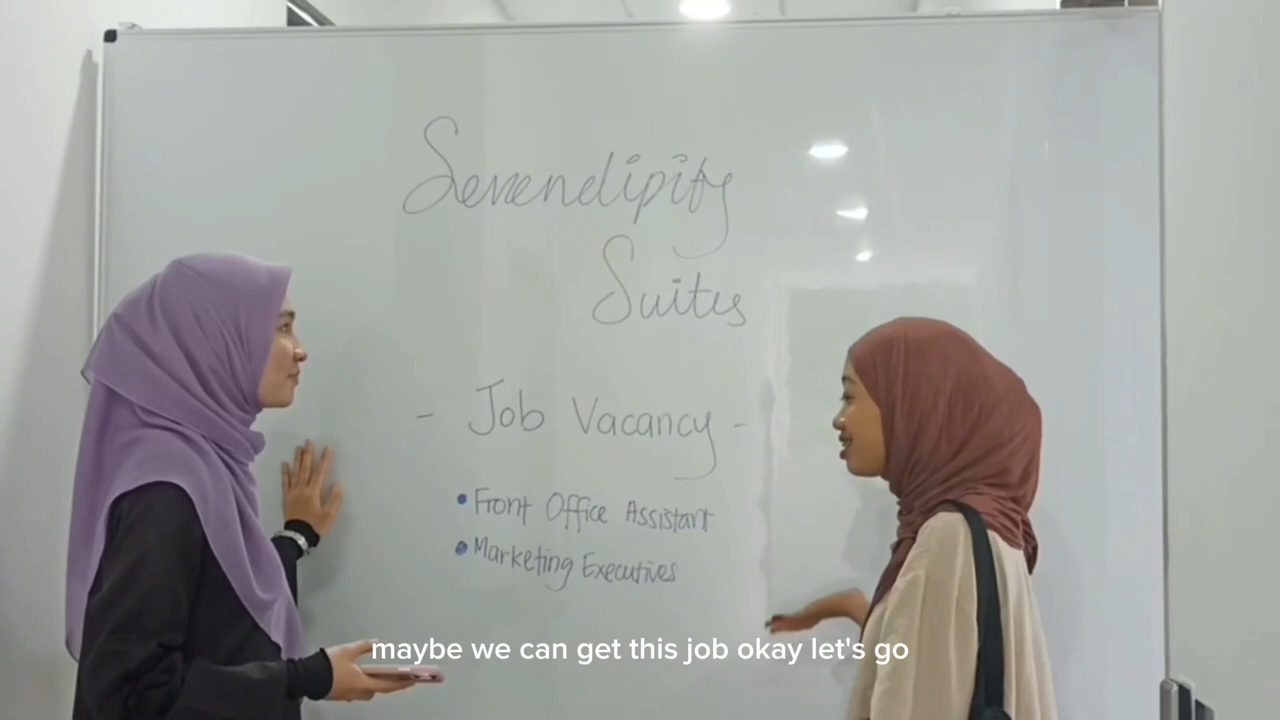 Serendipity
Suites
- Job Vacancy -
• Front Office Assistant
• Marketing Executives
maybe we can get this job okay let's go